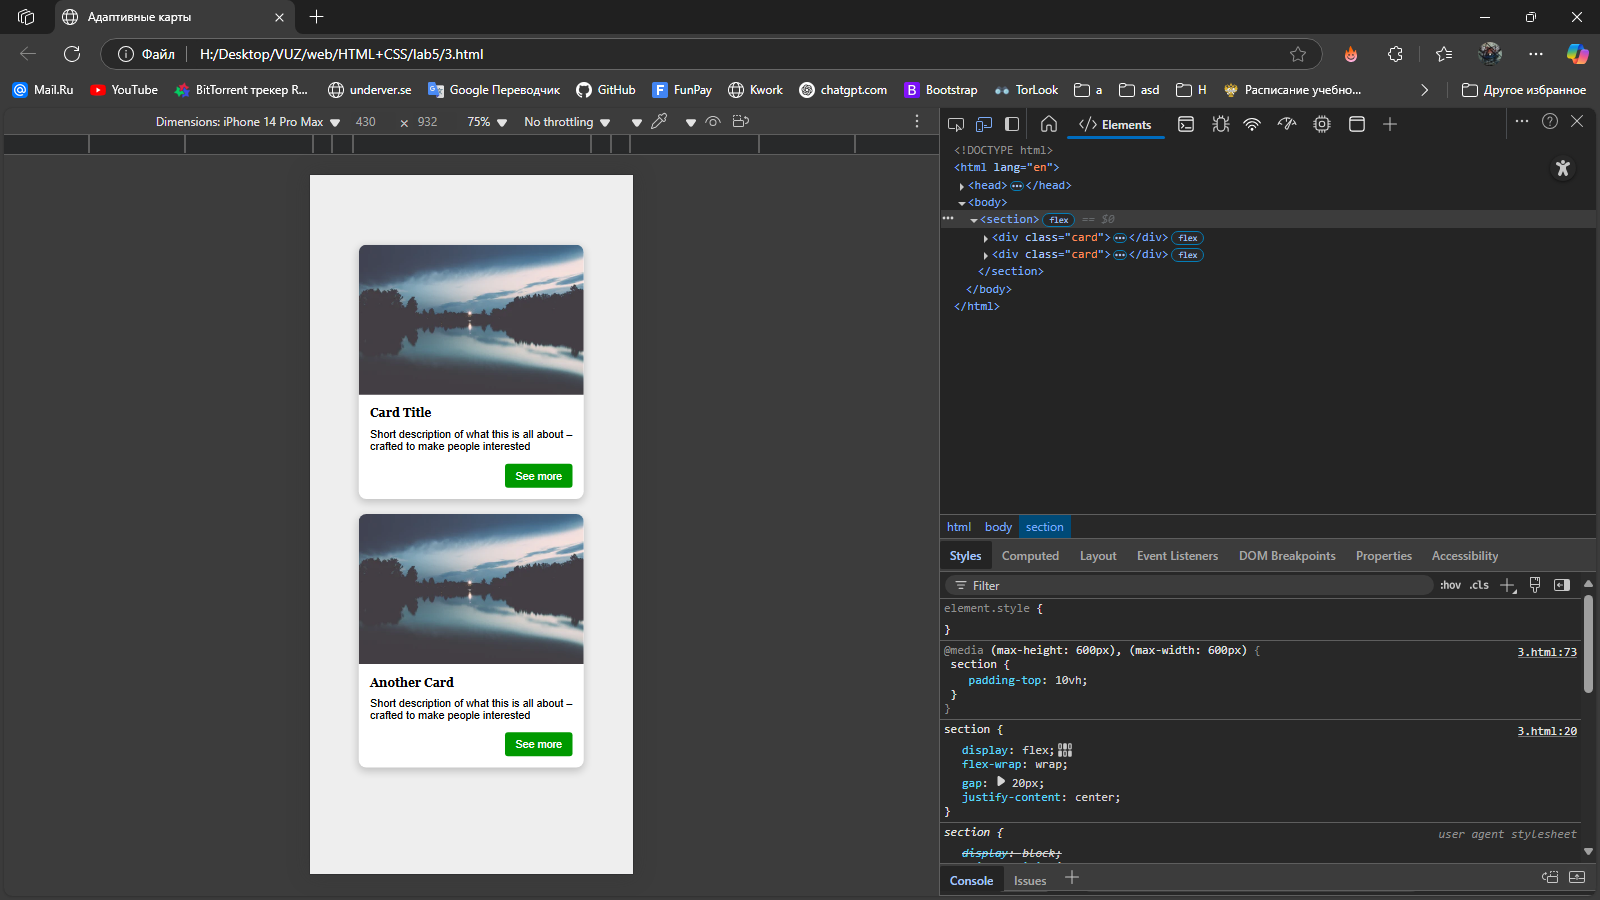 Адаптивные карты
Файл
H:/Desktop/VUZ/web/HTML+CSS/lab5/3.html
Mail.Ru
YouTube
BitTorrent трекер R...
underver.se
Google Переводчик
GitHub
FunPay
Kwork
chatgpt.com
Bootstrap
TorLook
a
asd
H
Расписание учебно...
Другое избранное
Dimensions: iPhone 14 Pro Max
430
×
932
75%
No throttling
Card Title
Short description of what this is all about –
crafted to make people interested
See more
Another Card
Short description of what this is all about –
crafted to make people interested
See more
</> Elements
<!DOCTYPE html>
<html lang="en">
<head>•••</head>
<body>
••• <section> flex == $0
<div class="card">•••</div> flex
<div class="card">•••</div> flex
</section>
</body>
</html>
html body section
Styles Computed Layout Event Listeners DOM Breakpoints Properties Accessibility
Filter :hov .cls
element.style {
}
@media (max-height: 600px), (max-width: 600px) { 3.html:73
section {
padding-top: 10vh;
}
}
section { 3.html:20
display: flex;
flex-wrap: wrap;
gap: 20px;
justify-content: center;
}
section { user agent stylesheet
display: block;
Console Issues